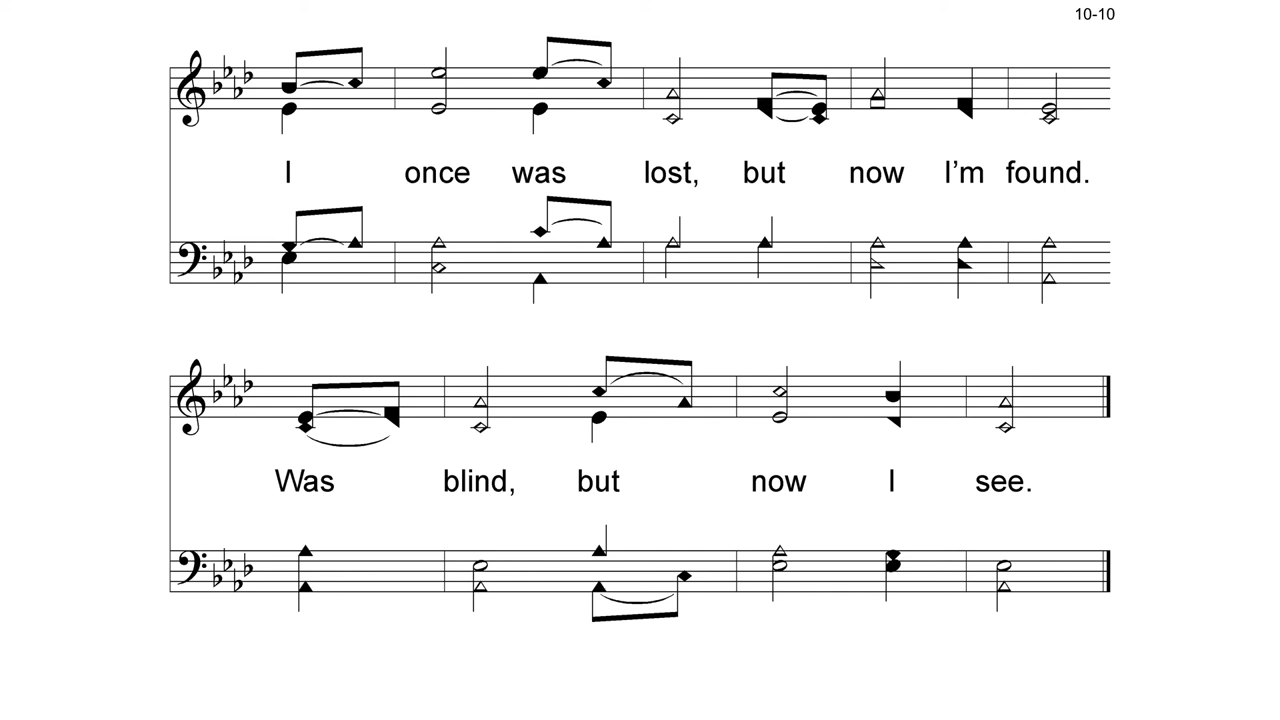 10-10
I once was lost, but now I’m found.
Was blind, but now I see.